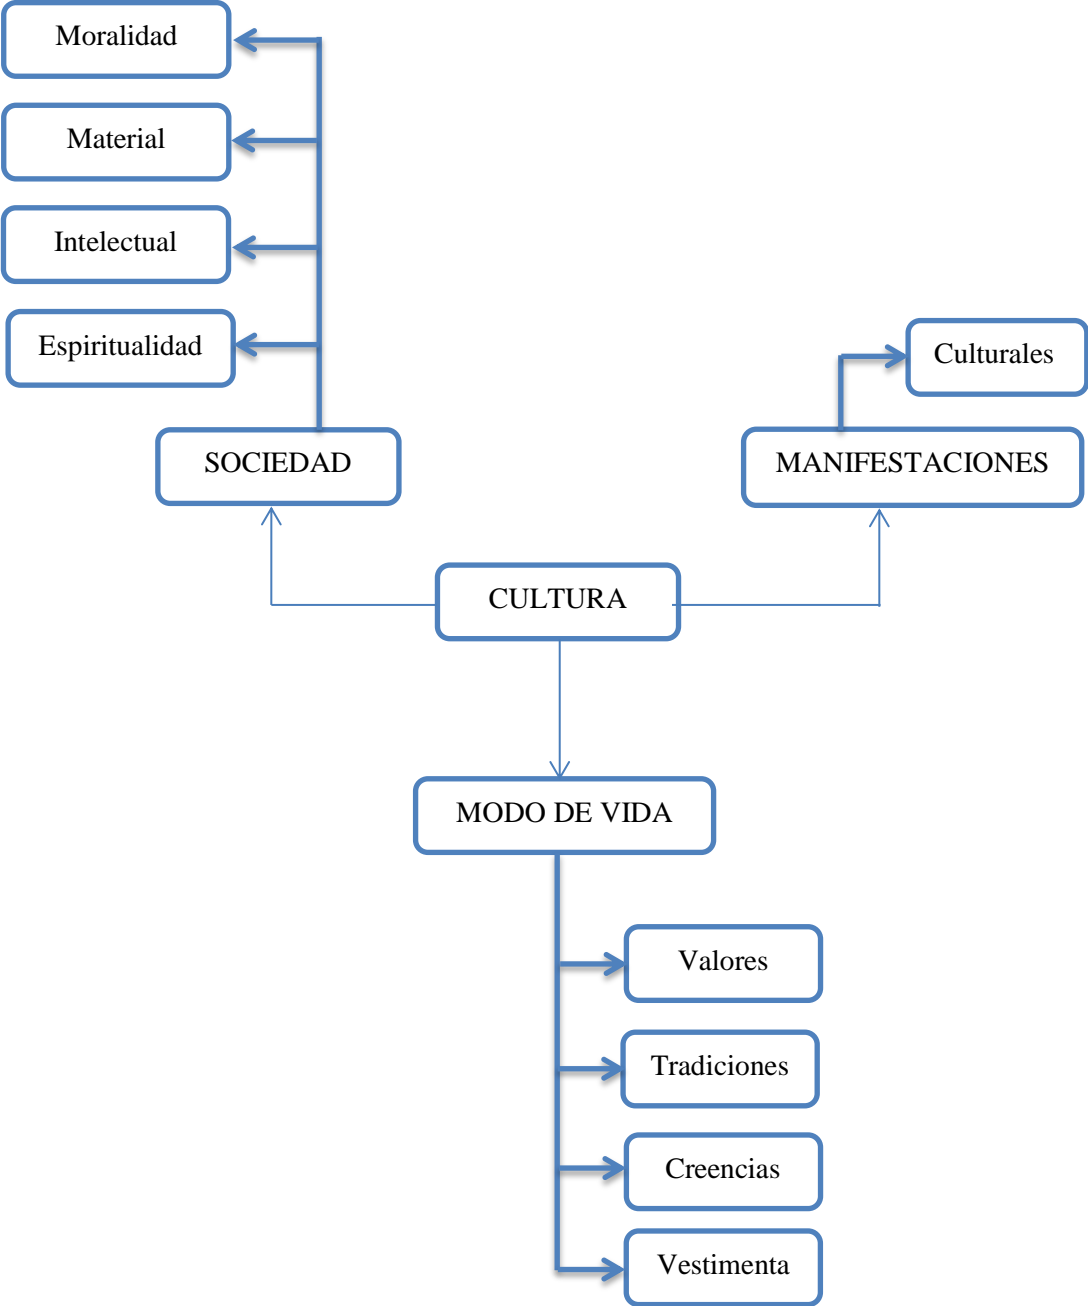 Moralidad
Material
Intelectual
Espiritualidad
Culturales
SOCIEDAD
MANIFESTACIONES
CULTURA
MODO DE VIDA
Valores
Tradiciones
Creencias
Vestimenta